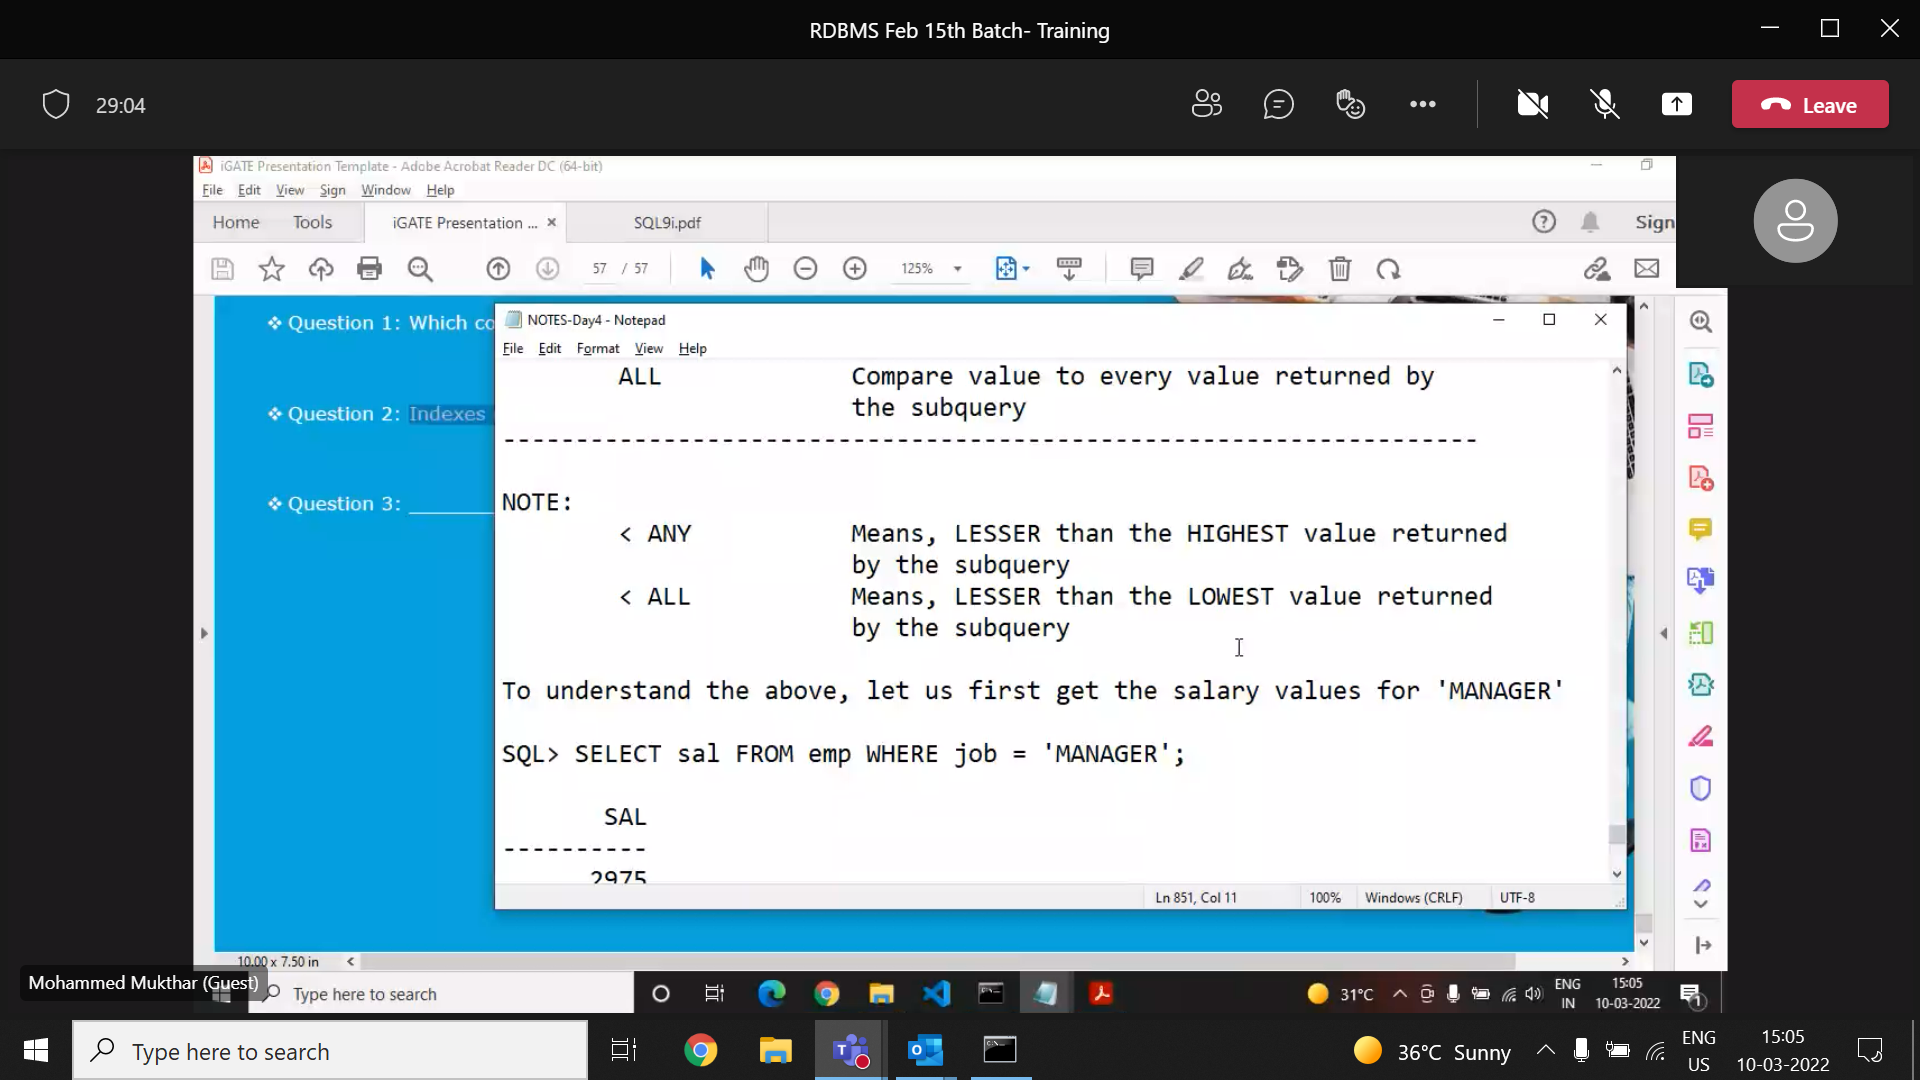 RDBMS Feb 15th Batch- Training
29:04
Leave
iGATE Presentation Template - Adobe Acrobat Reader DC (64-bit)
File Edit View Sign Window Help
Home Tools iGATE Presentation ... × SQL9i.pdf Sign
57 / 57 125%
❖ Question 1: Which co
❖ Question 2: Indexes
❖ Question 3: ________
NOTES-Day4 - Notepad
File Edit Format View Help
ALL Compare value to every value returned by
the subquery
-------------------------------------------------------------------
NOTE:
< ANY Means, LESSER than the HIGHEST value returned
by the subquery
< ALL Means, LESSER than the LOWEST value returned
by the subquery
To understand the above, let us first get the salary values for 'MANAGER'
SQL> SELECT sal FROM emp WHERE job = 'MANAGER';
SAL
----------
2975
Ln 851, Col 11 100% Windows (CRLF) UTF-8
10.00 x 7.50 in
Mohammed Mukthar (Guest)
Type here to search
31°C
ENG
IN
15:05
10-03-2022
1
Type here to search
36°C Sunny
ENG
US
15:05
10-03-2022